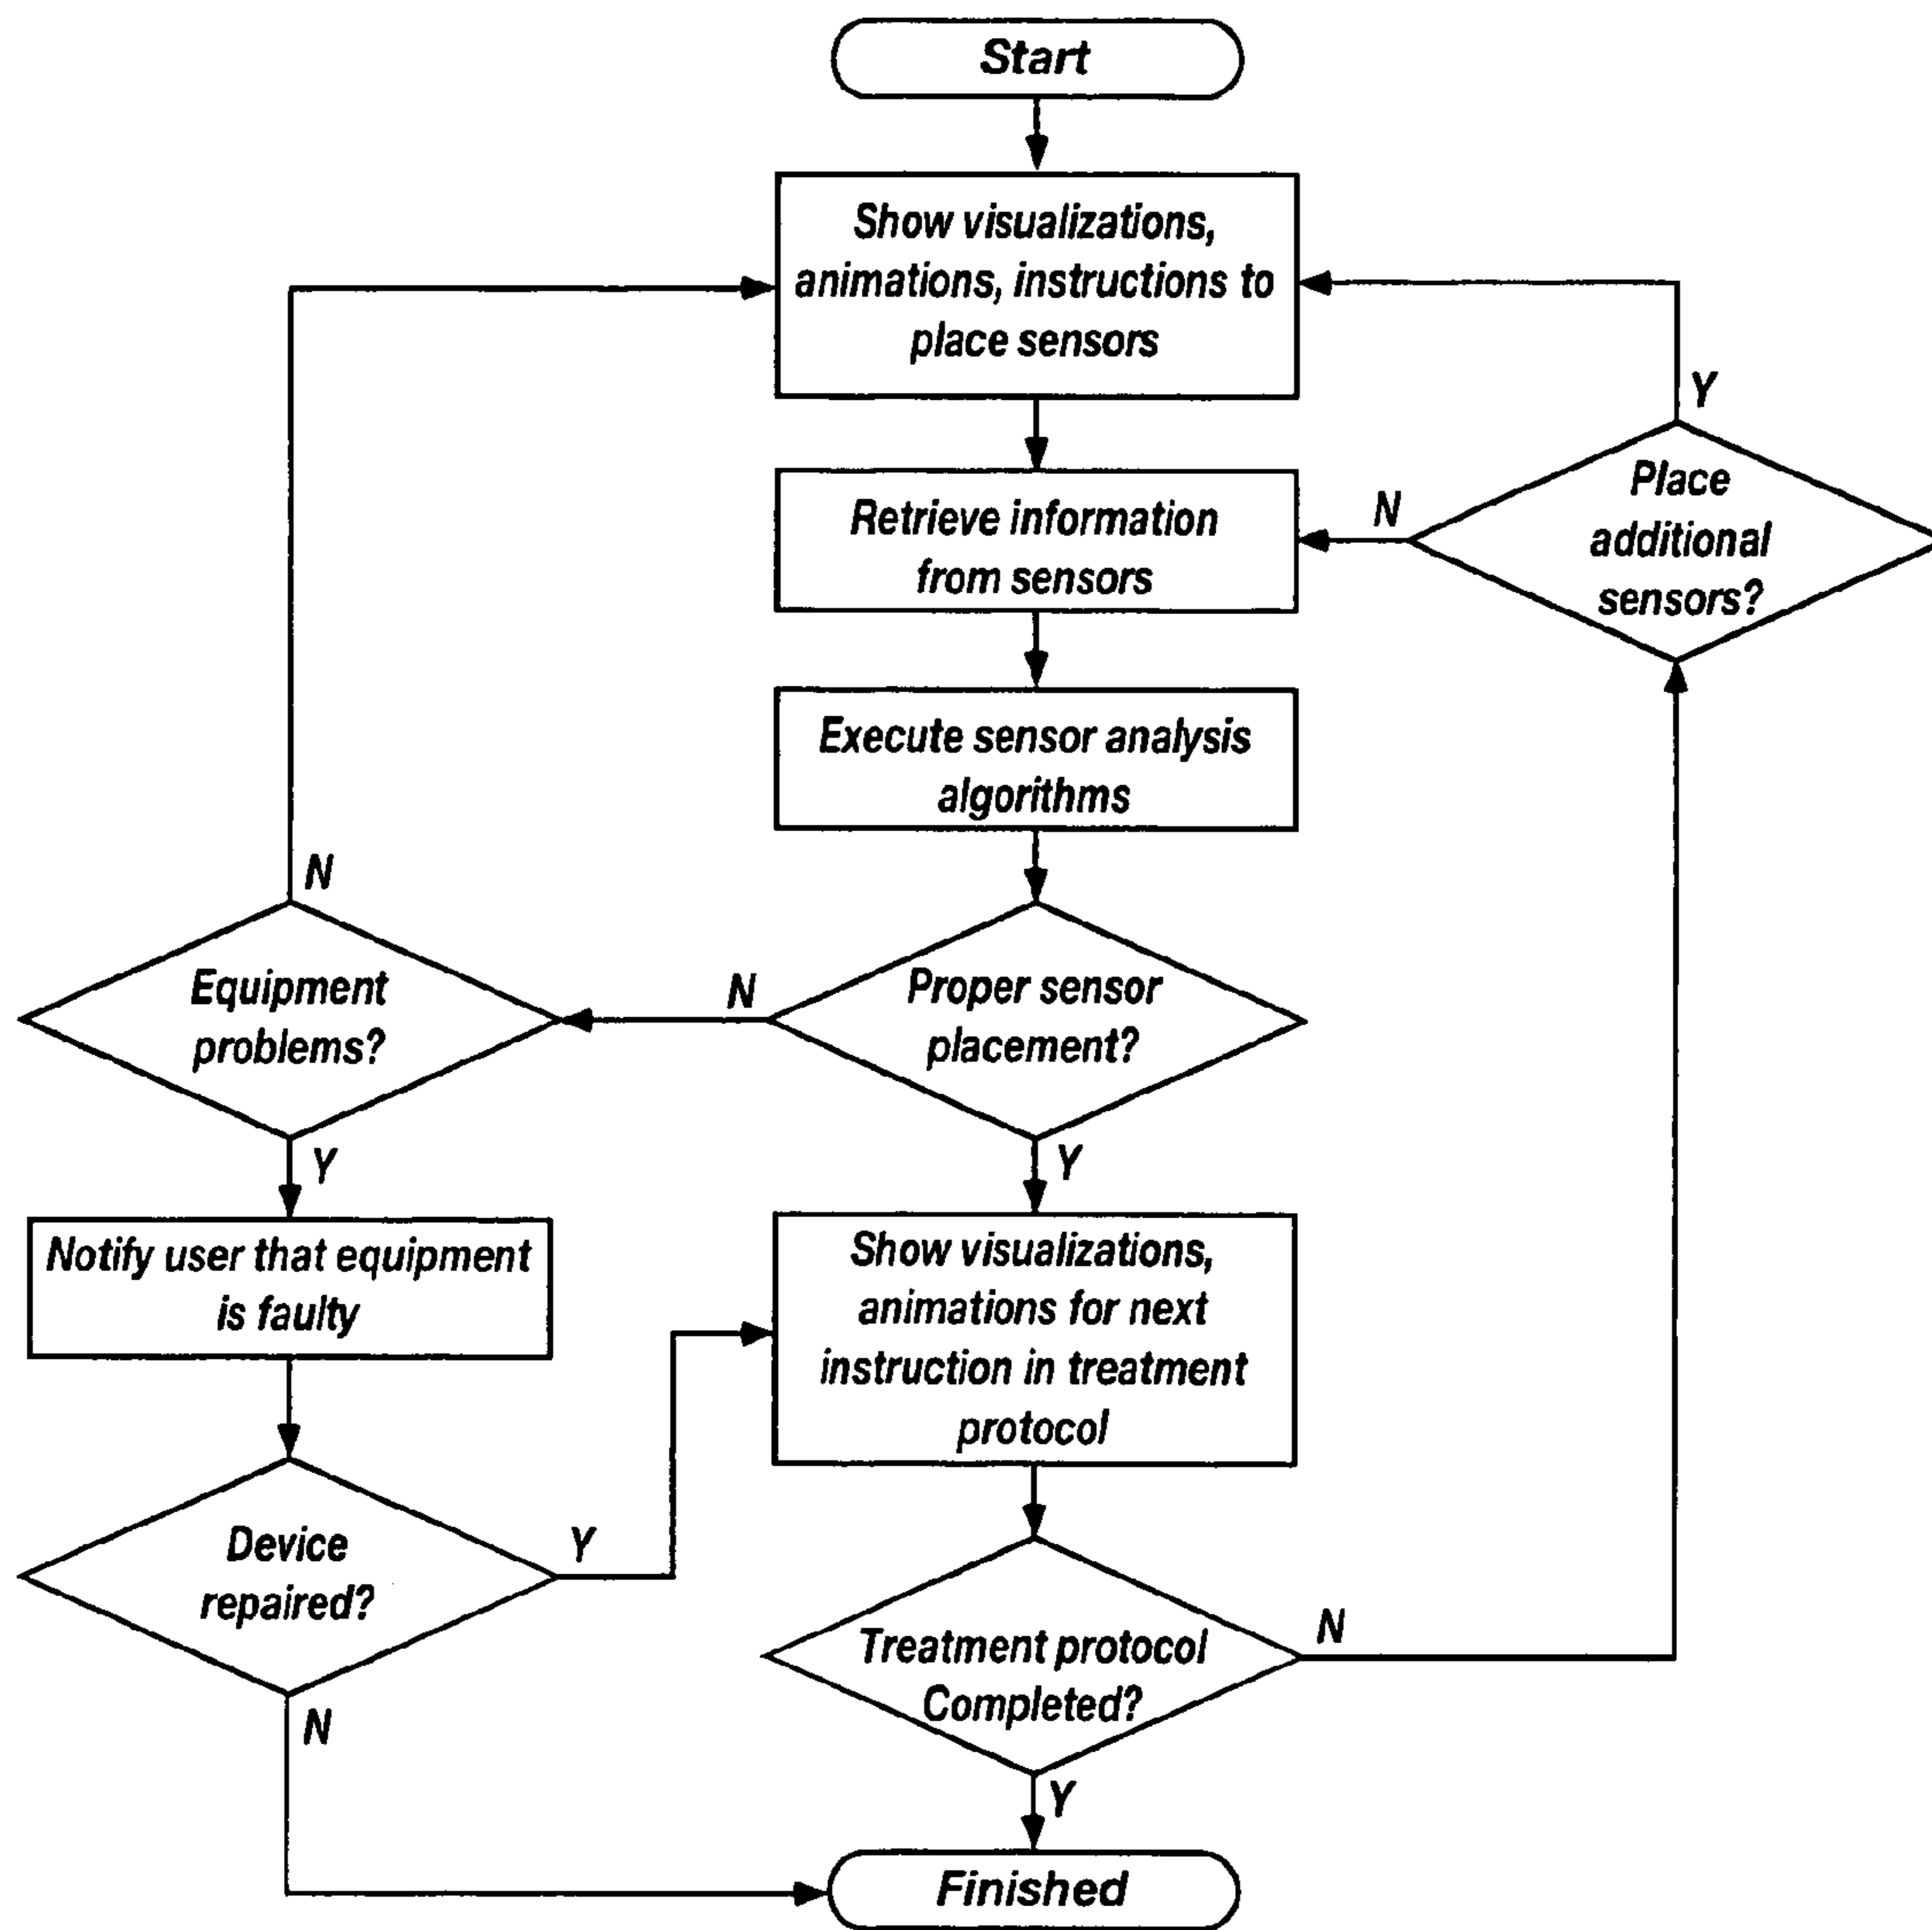 Start
Show visualizations,
animations, instructions to
place sensors
Y
Place
additional
sensors?
N
Retrieve information
from sensors
Execute sensor analysis
algorithms
N
Equipment
problems?
N
Proper sensor
placement?
Y
Y
Notify user that equipment
is faulty
Show visualizations,
animations for next
instruction in treatment
protocol
Device
repaired?
Y
N
Treatment protocol
Completed?
N
Y
Finished